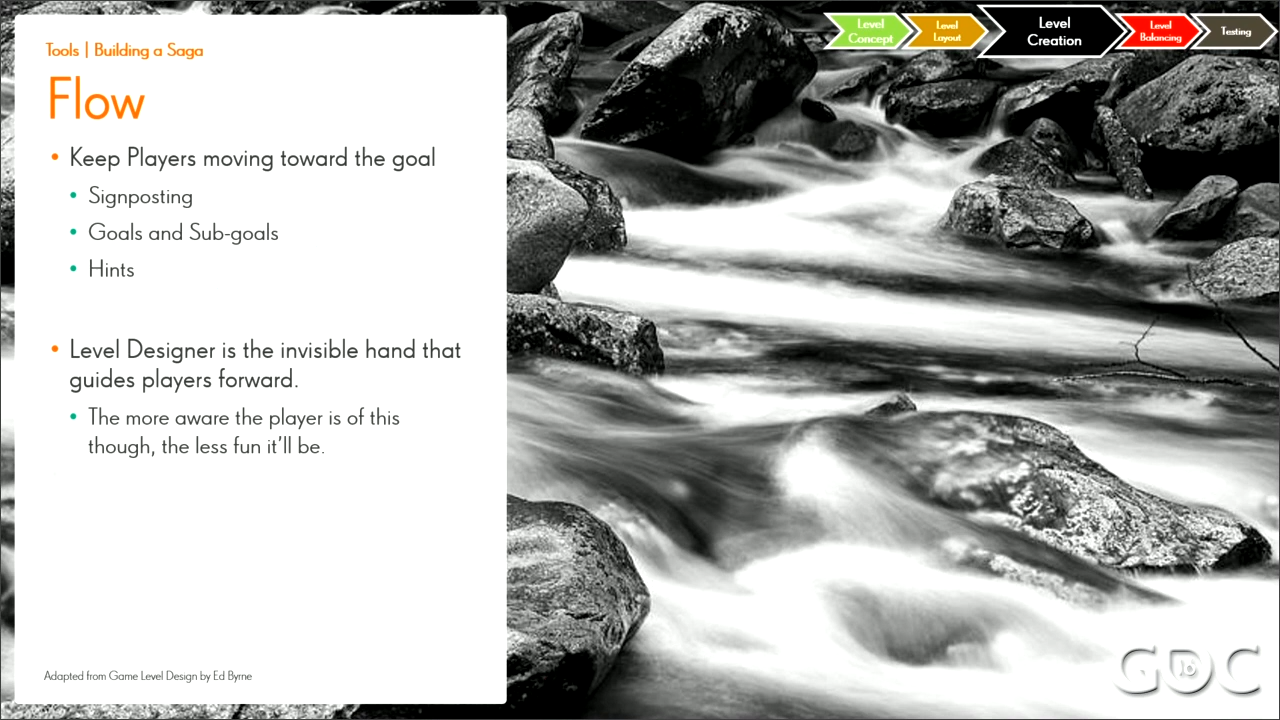 Tools | Building a Saga
Flow
• Keep Players moving toward the goal
• Signposting
• Goals and Sub-goals
• Hints
• Level Designer is the invisible hand that
guides players forward.
• The more aware the player is of this
though, the less fun it'll be.
Adapted from Game Level Design by Ed Byrne
Level
Concept
Level
Layout
Level
Creation
Level
Balancing
Testing
GDC
16